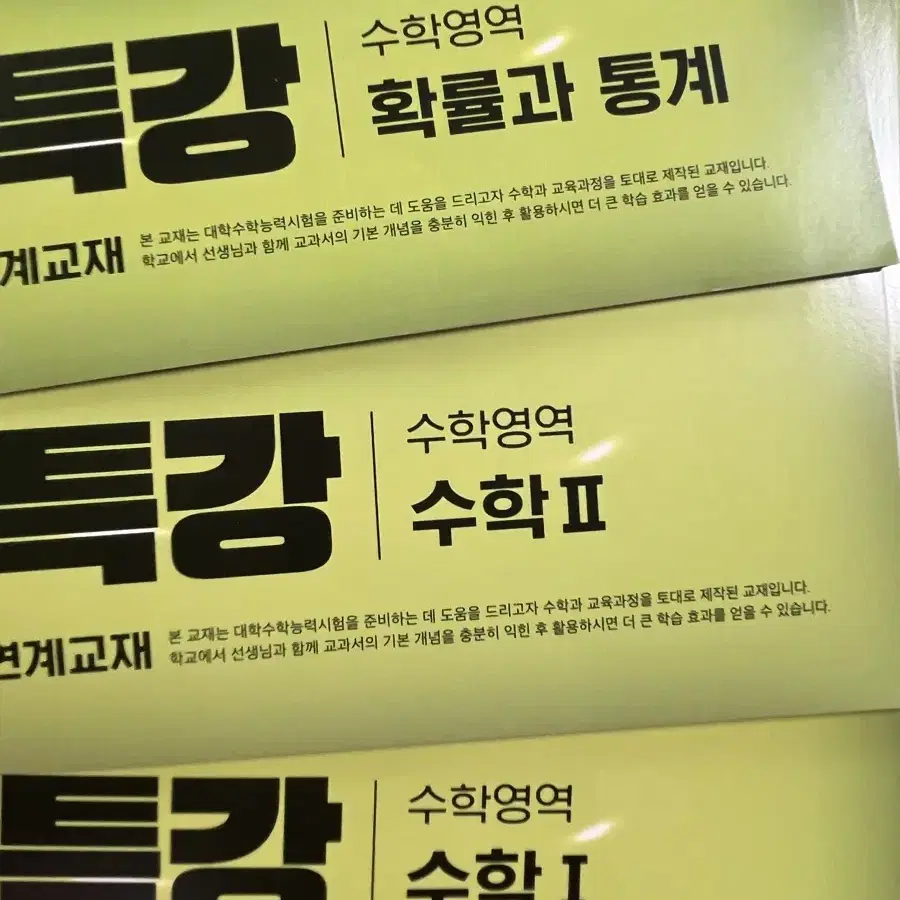 특강
수학영역
확률과 통계
계교재
본 교재는 대학수학능력시험을 준비하는 데 도움을 드리고자 수학과 교육과정을 토대로 제작된 교재입니다.
학교에서 선생님과 함께 교과서의 기본 개념을 충분히 익힌 후 활용하시면 더 큰 학습 효과를 얻을 수 있습니다.
특강
수학영역
수학Ⅱ
연계교재
본 교재는 대학수학능력시험을 준비하는 데 도움을 드리고자 수학과 교육과정을 토대로 제작된 교재입니다.
학교에서 선생님과 함께 교과서의 기본 개념을 충분히 익힌 후 활용하시면 더 큰 학습 효과를 얻을 수 있습니다.
특강
수학영역
수학Ⅰ